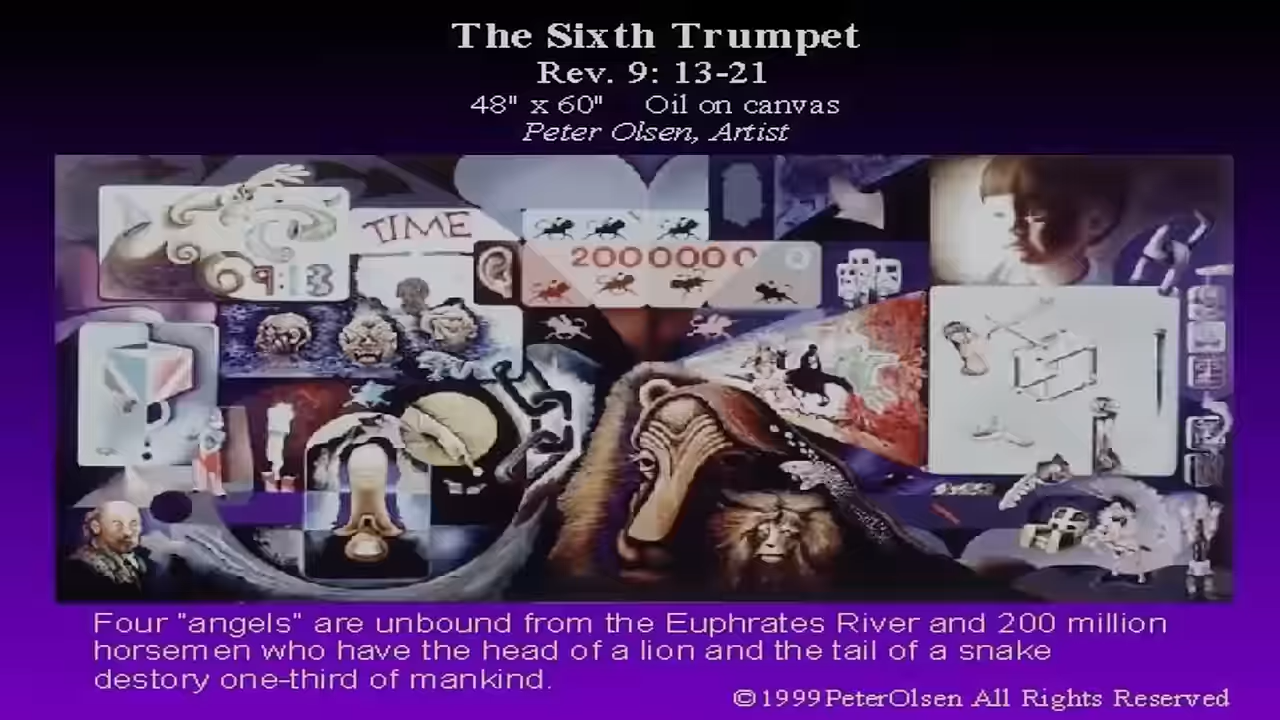 The Sixth Trumpet
Rev. 9: 13-21
48" x 60" Oil on canvas
Peter Olsen, Artist
TIME
2000000
09:13
Four "angels" are unbound from the Euphrates River and 200 million
horsemen who have the head of a lion and the tail of a snake
destory one-third of mankind.
©1999PeterOlsen All Rights Reserved